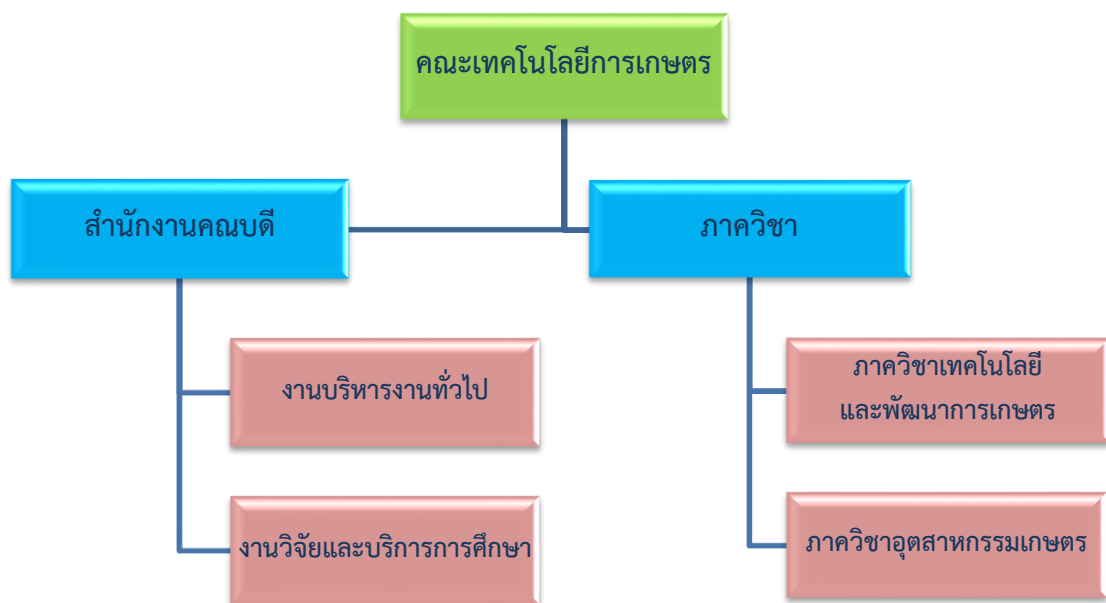 คณะเทคโนโลยีการเกษตร
สำนักงานคณบดี
ภาควิชา
งานบริหารงานทั่วไป
ภาควิชาเทคโนโลยี
และพัฒนาการเกษตร
งานวิจัยและบริการการศึกษา
ภาควิชาอุตสาหกรรมเกษตร